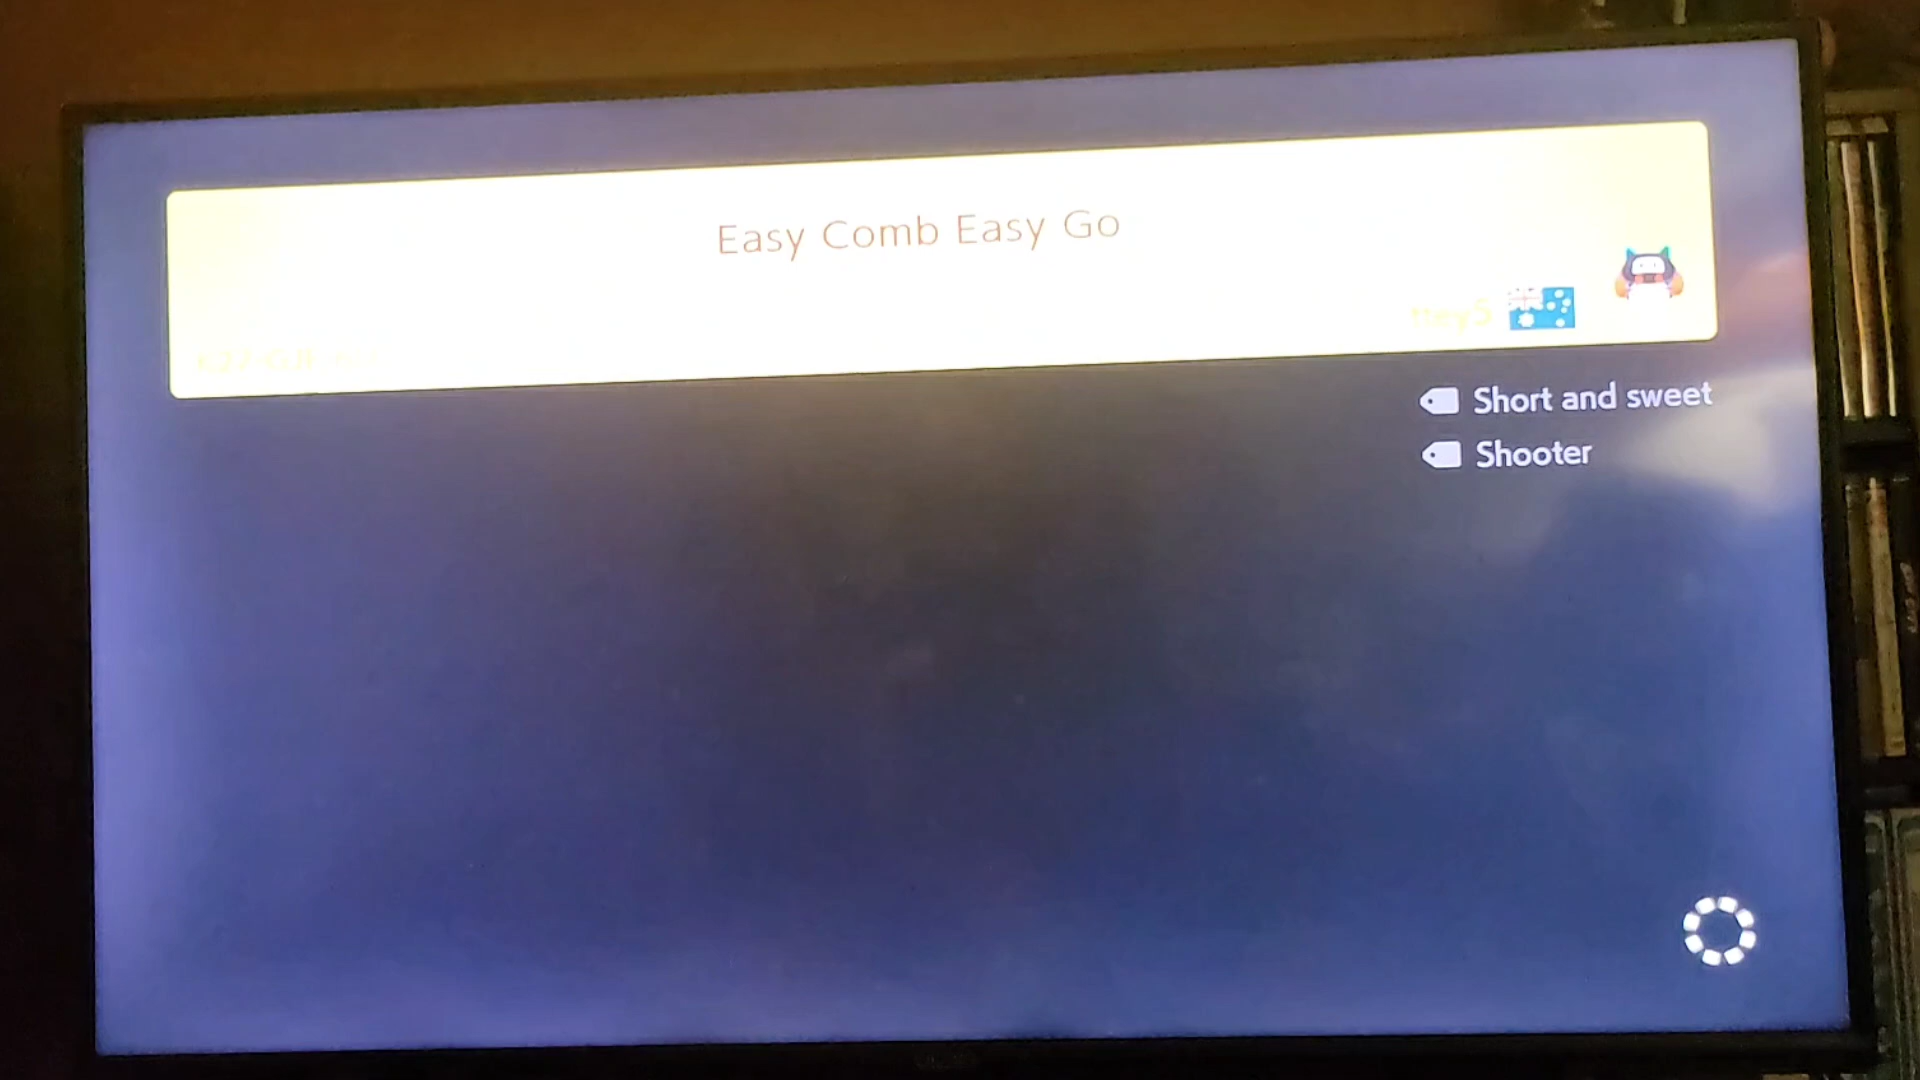 Easy Comb Easy Go
Short and sweet
Shooter